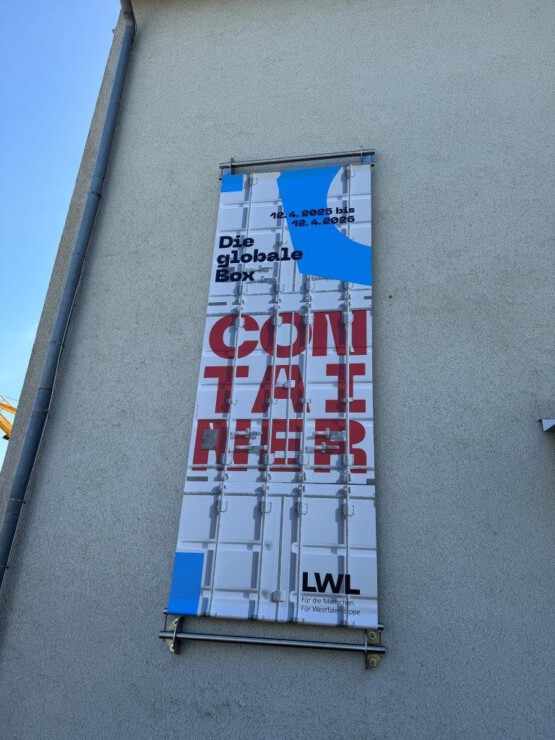 12. 4. 2025 bis
12. 4. 2026
Die
globale
Box
CON
TAI
NER
LWL
Für die Menschen.
Für Westfalen-Lippe.